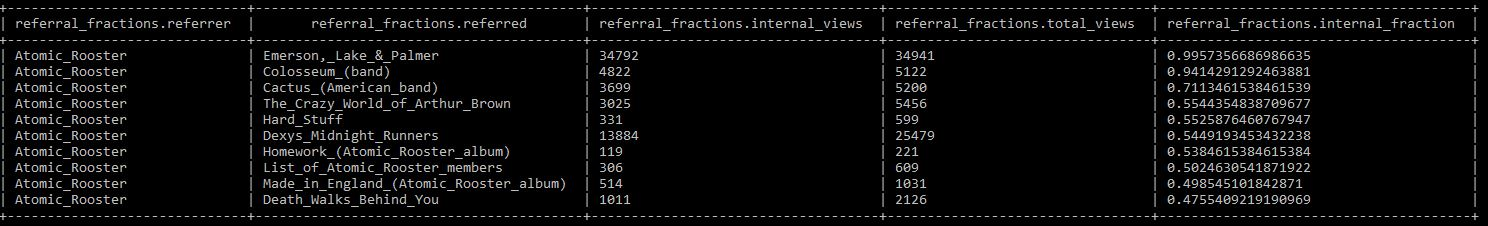 | referral_fractions.referrer | referral_fractions.referred | referral_fractions.internal_views | referral_fractions.total_views | referral_fractions.internal_fraction |
| Atomic_Rooster | Emerson,_Lake_&_Palmer | 34792 | 34941 | 0.9957356686986635 |
| Atomic_Rooster | Colosseum_(band) | 4822 | 5122 | 0.9414291292463881 |
| Atomic_Rooster | Cactus_(American_band) | 3699 | 5200 | 0.7113461538461539 |
| Atomic_Rooster | The_Crazy_World_of_Arthur_Brown | 3025 | 5456 | 0.5544354838709677 |
| Atomic_Rooster | Hard_Stuff | 331 | 599 | 0.5525876460767947 |
| Atomic_Rooster | Dexys_Midnight_Runners | 13884 | 25479 | 0.5449193453432238 |
| Atomic_Rooster | Homework_(Atomic_Rooster_album) | 119 | 221 | 0.5384615384615384 |
| Atomic_Rooster | List_of_Atomic_Rooster_members | 306 | 609 | 0.5024630541871922 |
| Atomic_Rooster | Made_in_England_(Atomic_Rooster_album) | 514 | 1031 | 0.498545101842871 |
| Atomic_Rooster | Death_Walks_Behind_You | 1011 | 2126 | 0.4755409219190969 |